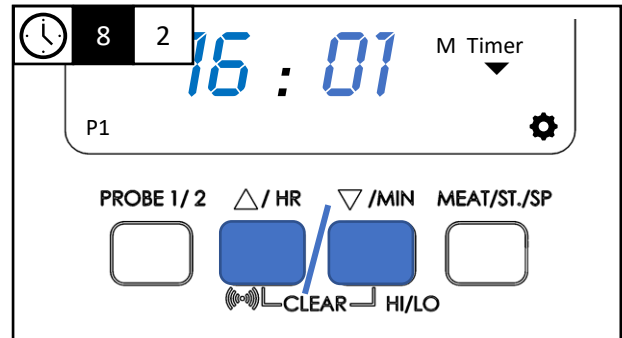 8 2
16 : 01 M Timer
P1
PROBE 1/ 2 △/ HR ▽ /MIN MEAT/ST./SP
CLEAR HI/LO